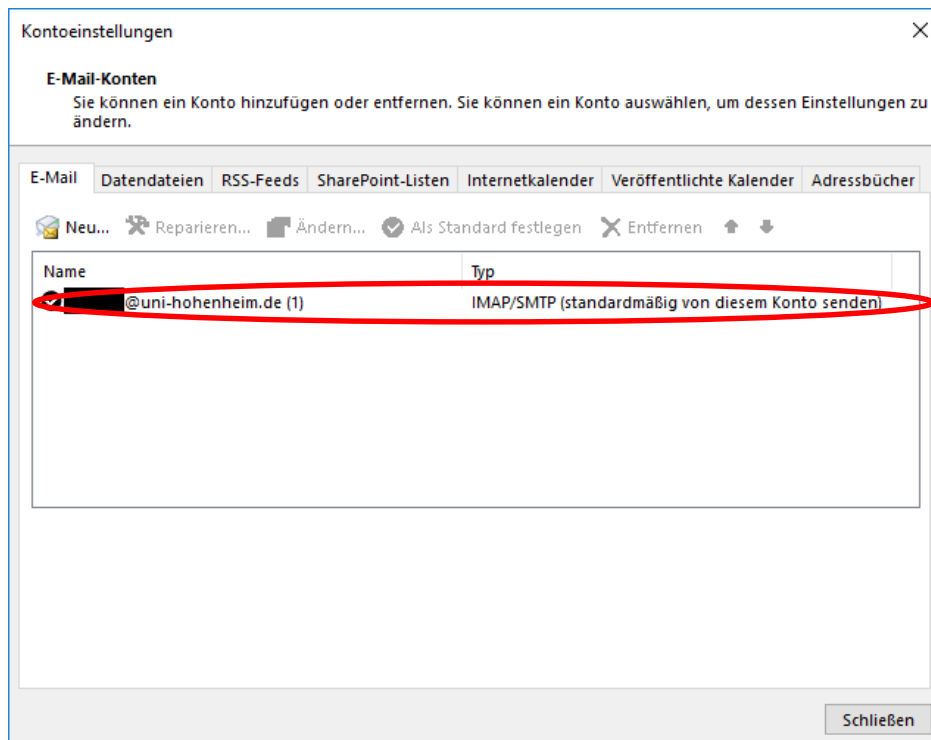 Kontoeinstellungen
E-Mail-Konten
Sie können ein Konto hinzufügen oder entfernen. Sie können ein Konto auswählen, um dessen Einstellungen zu
ändern.
E-Mail Datendateien RSS-Feeds SharePoint-Listen Internetkalender Veröffentlichte Kalender Adressbücher
Neu... Reparieren... Ändern... Als Standard festlegen Entfernen
Name Typ
@uni-hohenheim.de (1) IMAP/SMTP (standardmäßig von diesem Konto senden)
Schließen